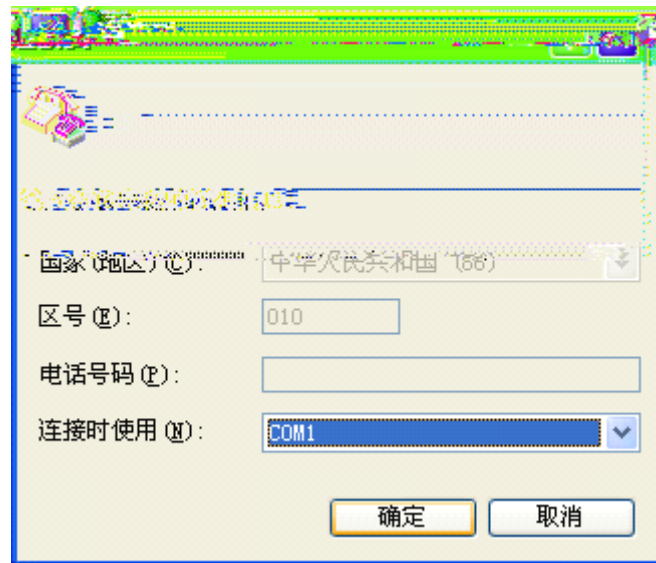 国家(地区)(C): 中华人民共和国 (86)
区号(E): 010
电话号码(P):
连接时使用(N): COM1
确定 取消